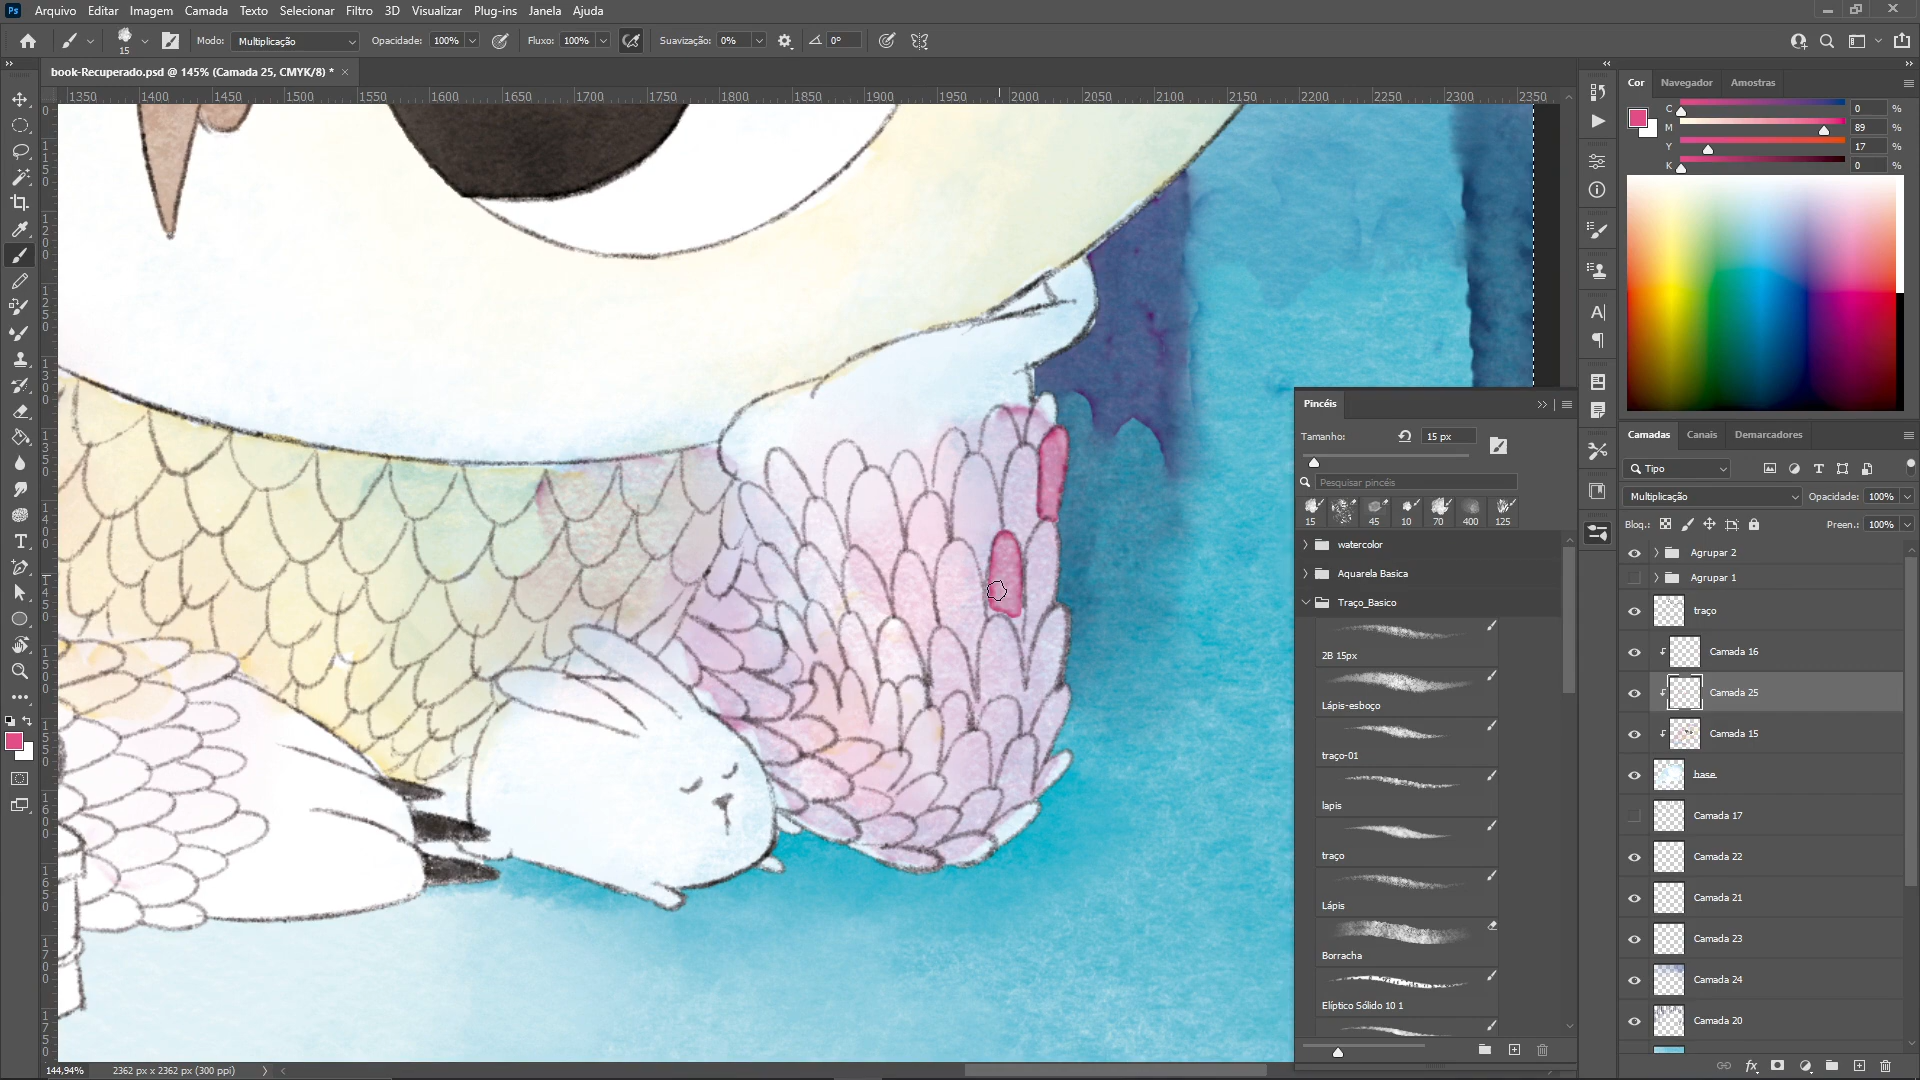 Ps Arquivo Editar Imagem Camada Texto Selecionar Filtro 3D Visualizar Plug-ins Janela Ajuda
15 Modo: Multiplicação Opacidade: 100% Fluxo: 100% Suavização: 0% 0°
book-Recuperado.psd @ 145% (Camada 25, CMYK/8) * ×
1350 1400 1450 1500 1550 1600 1650 1700 1750 1800 1850 1900 1950 2000 2050 2100 2150 2200 2250 2300 2350
Cor Navegador Amostras
C 0 %
M 89 %
Y 17 %
K 0 %
Pincéis
Tamanho: 15 px
Pesquisar pincéis
15 45 10 70 400 125
watercolor
Aquarela Basica
Traço_Basico
2B 15px
Lápis-esboço
traço-01
lapis
traço
Lápis
Borracha
Elíptico Sólido 10 1
Camadas Canais Demarcadores
Tipo
Multiplicação Opacidade: 100%
Bloq.: Preen.: 100%
Agrupar 2
Agrupar 1
traço
Camada 16
Camada 25
Camada 15
base
Camada 17
Camada 22
Camada 21
Camada 23
Camada 24
Camada 20
144,94% 2362 px x 2362 px (300 ppi)